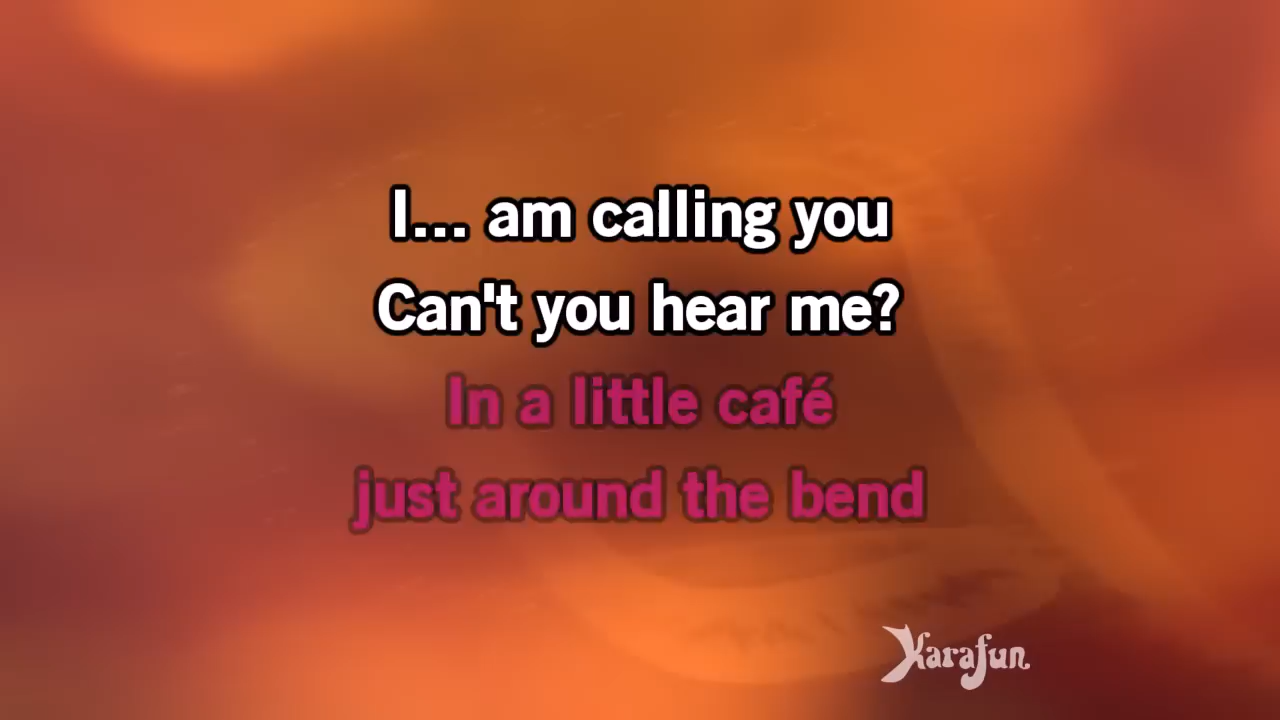 I... am calling you
Can't you hear me?
In a little café
just around the bend
Karafun